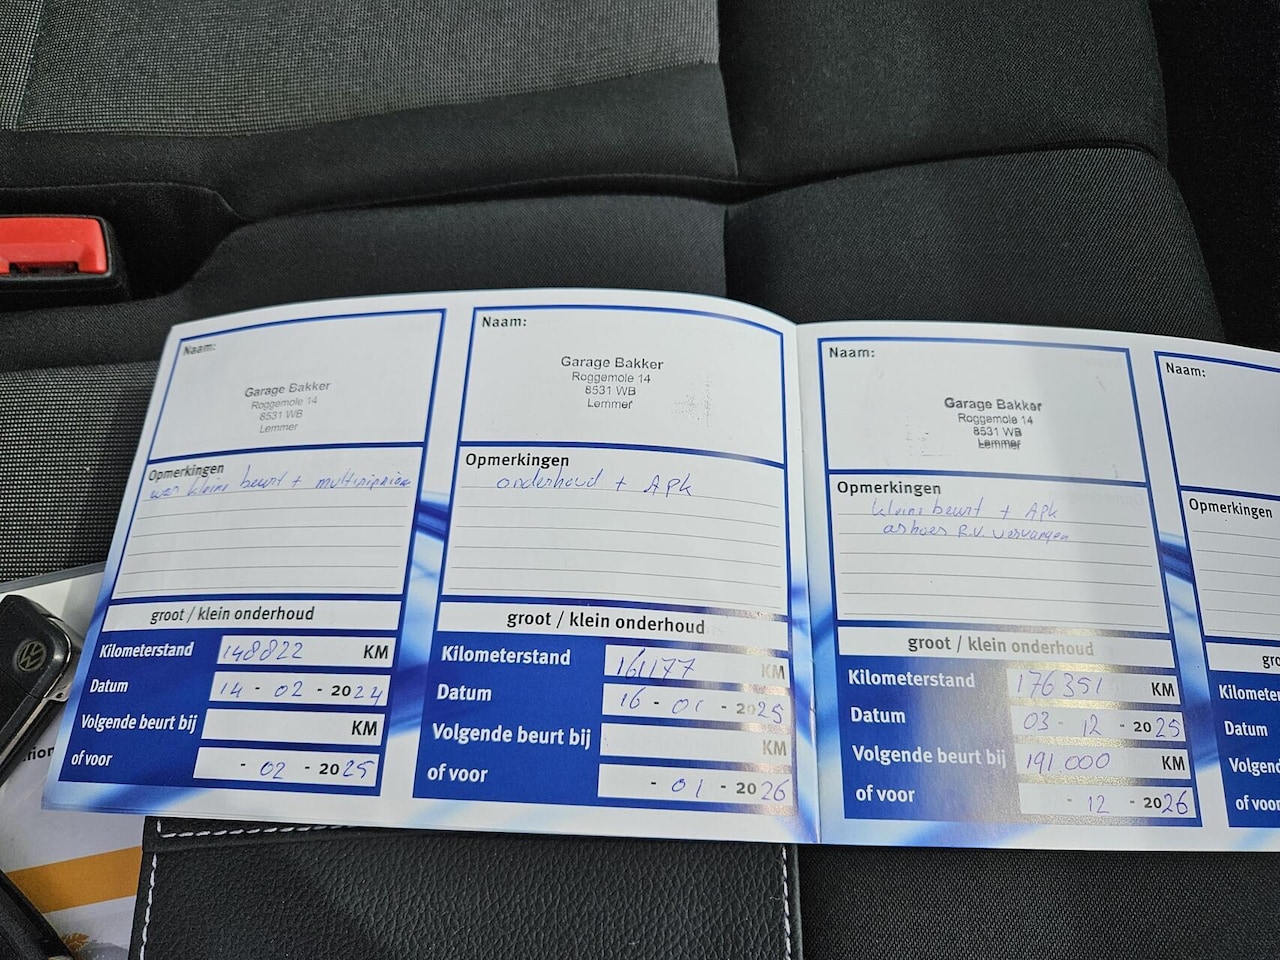 Naam:
Garage Bakker
Roggemole 14
8531 WB
Lemmer
Opmerkingen
kleine beurt + multiriem
groot / klein onderhoud
Kilometerstand 148822 KM
Datum 14 - 02 - 2024
Volgende beurt bij KM
of voor - 02 - 2025
Naam:
Garage Bakker
Roggemole 14
8531 WB
Lemmer
Opmerkingen
onderhoud + APK
groot / klein onderhoud
Kilometerstand 161177 KM
Datum 16 - 01 - 2025
Volgende beurt bij KM
of voor - 01 - 2026
Naam:
Garage Bakker
Roggemole 14
8531 WB
Lemmer
Opmerkingen
kleine beurt + APK
ashoes R.V. vervangen
groot / klein onderhoud
Kilometerstand 176351 KM
Datum 03 - 12 - 2025
Volgende beurt bij 191 000 KM
of voor - 12 - 2026
Naam:
Opmerkingen
gro
Kilometer
Datum
Volgend
of voor